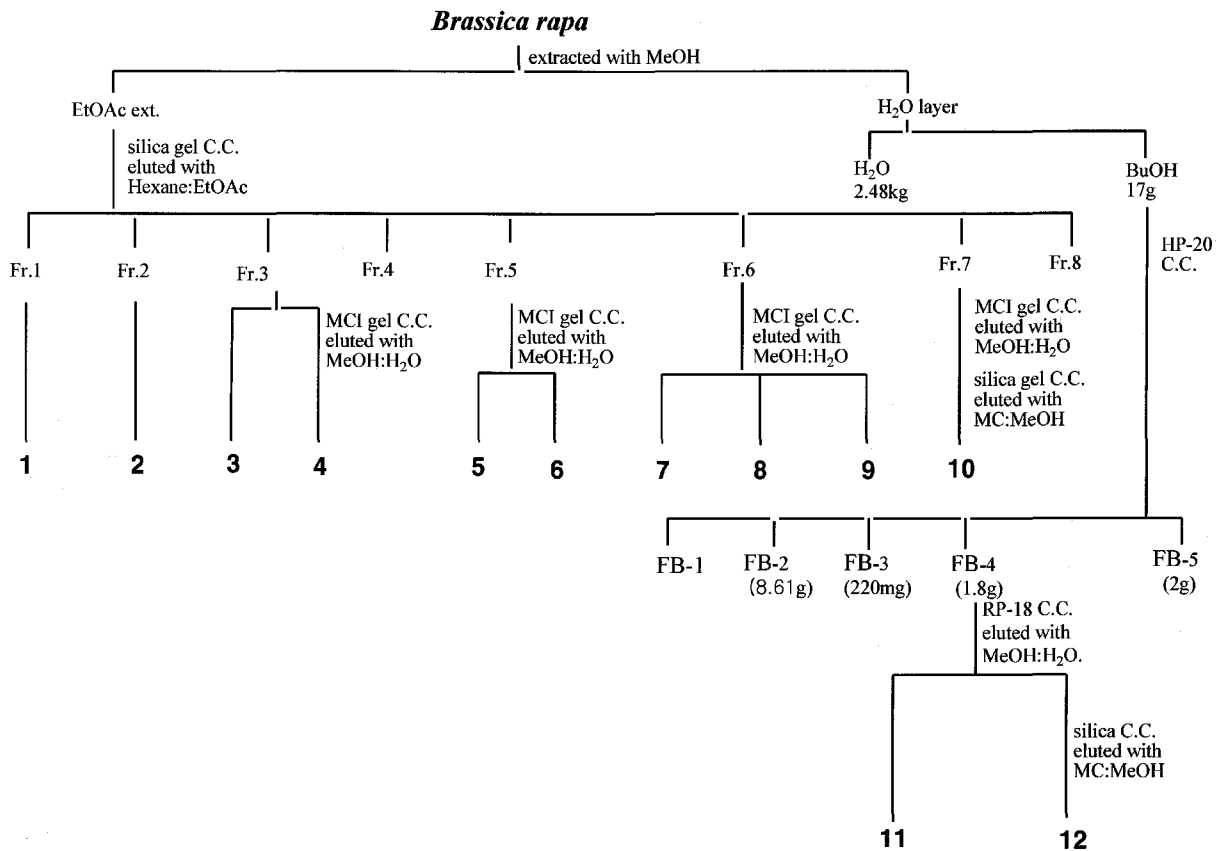 Brassica rapa
extracted with MeOH
EtOAc ext.
H₂O layer
silica gel C.C.
eluted with
Hexane:EtOAc
H₂O
2.48kg
BuOH
17g
HP-20
C.C.
Fr.1
Fr.2
Fr.3
Fr.4
Fr.5
Fr.6
Fr.7
Fr.8
MCI gel C.C.
eluted with
MeOH:H₂O
MCI gel C.C.
eluted with
MeOH:H₂O
MCI gel C.C.
eluted with
MeOH:H₂O
MCI gel C.C.
eluted with
MeOH:H₂O
silica gel C.C.
eluted with
MC:MeOH
1
2
3
4
5
6
7
8
9
10
FB-1
FB-2
(8.61g)
FB-3
(220mg)
FB-4
(1.8g)
FB-5
(2g)
RP-18 C.C.
eluted with
MeOH:H₂O.
silica C.C.
eluted with
MC:MeOH
11
12